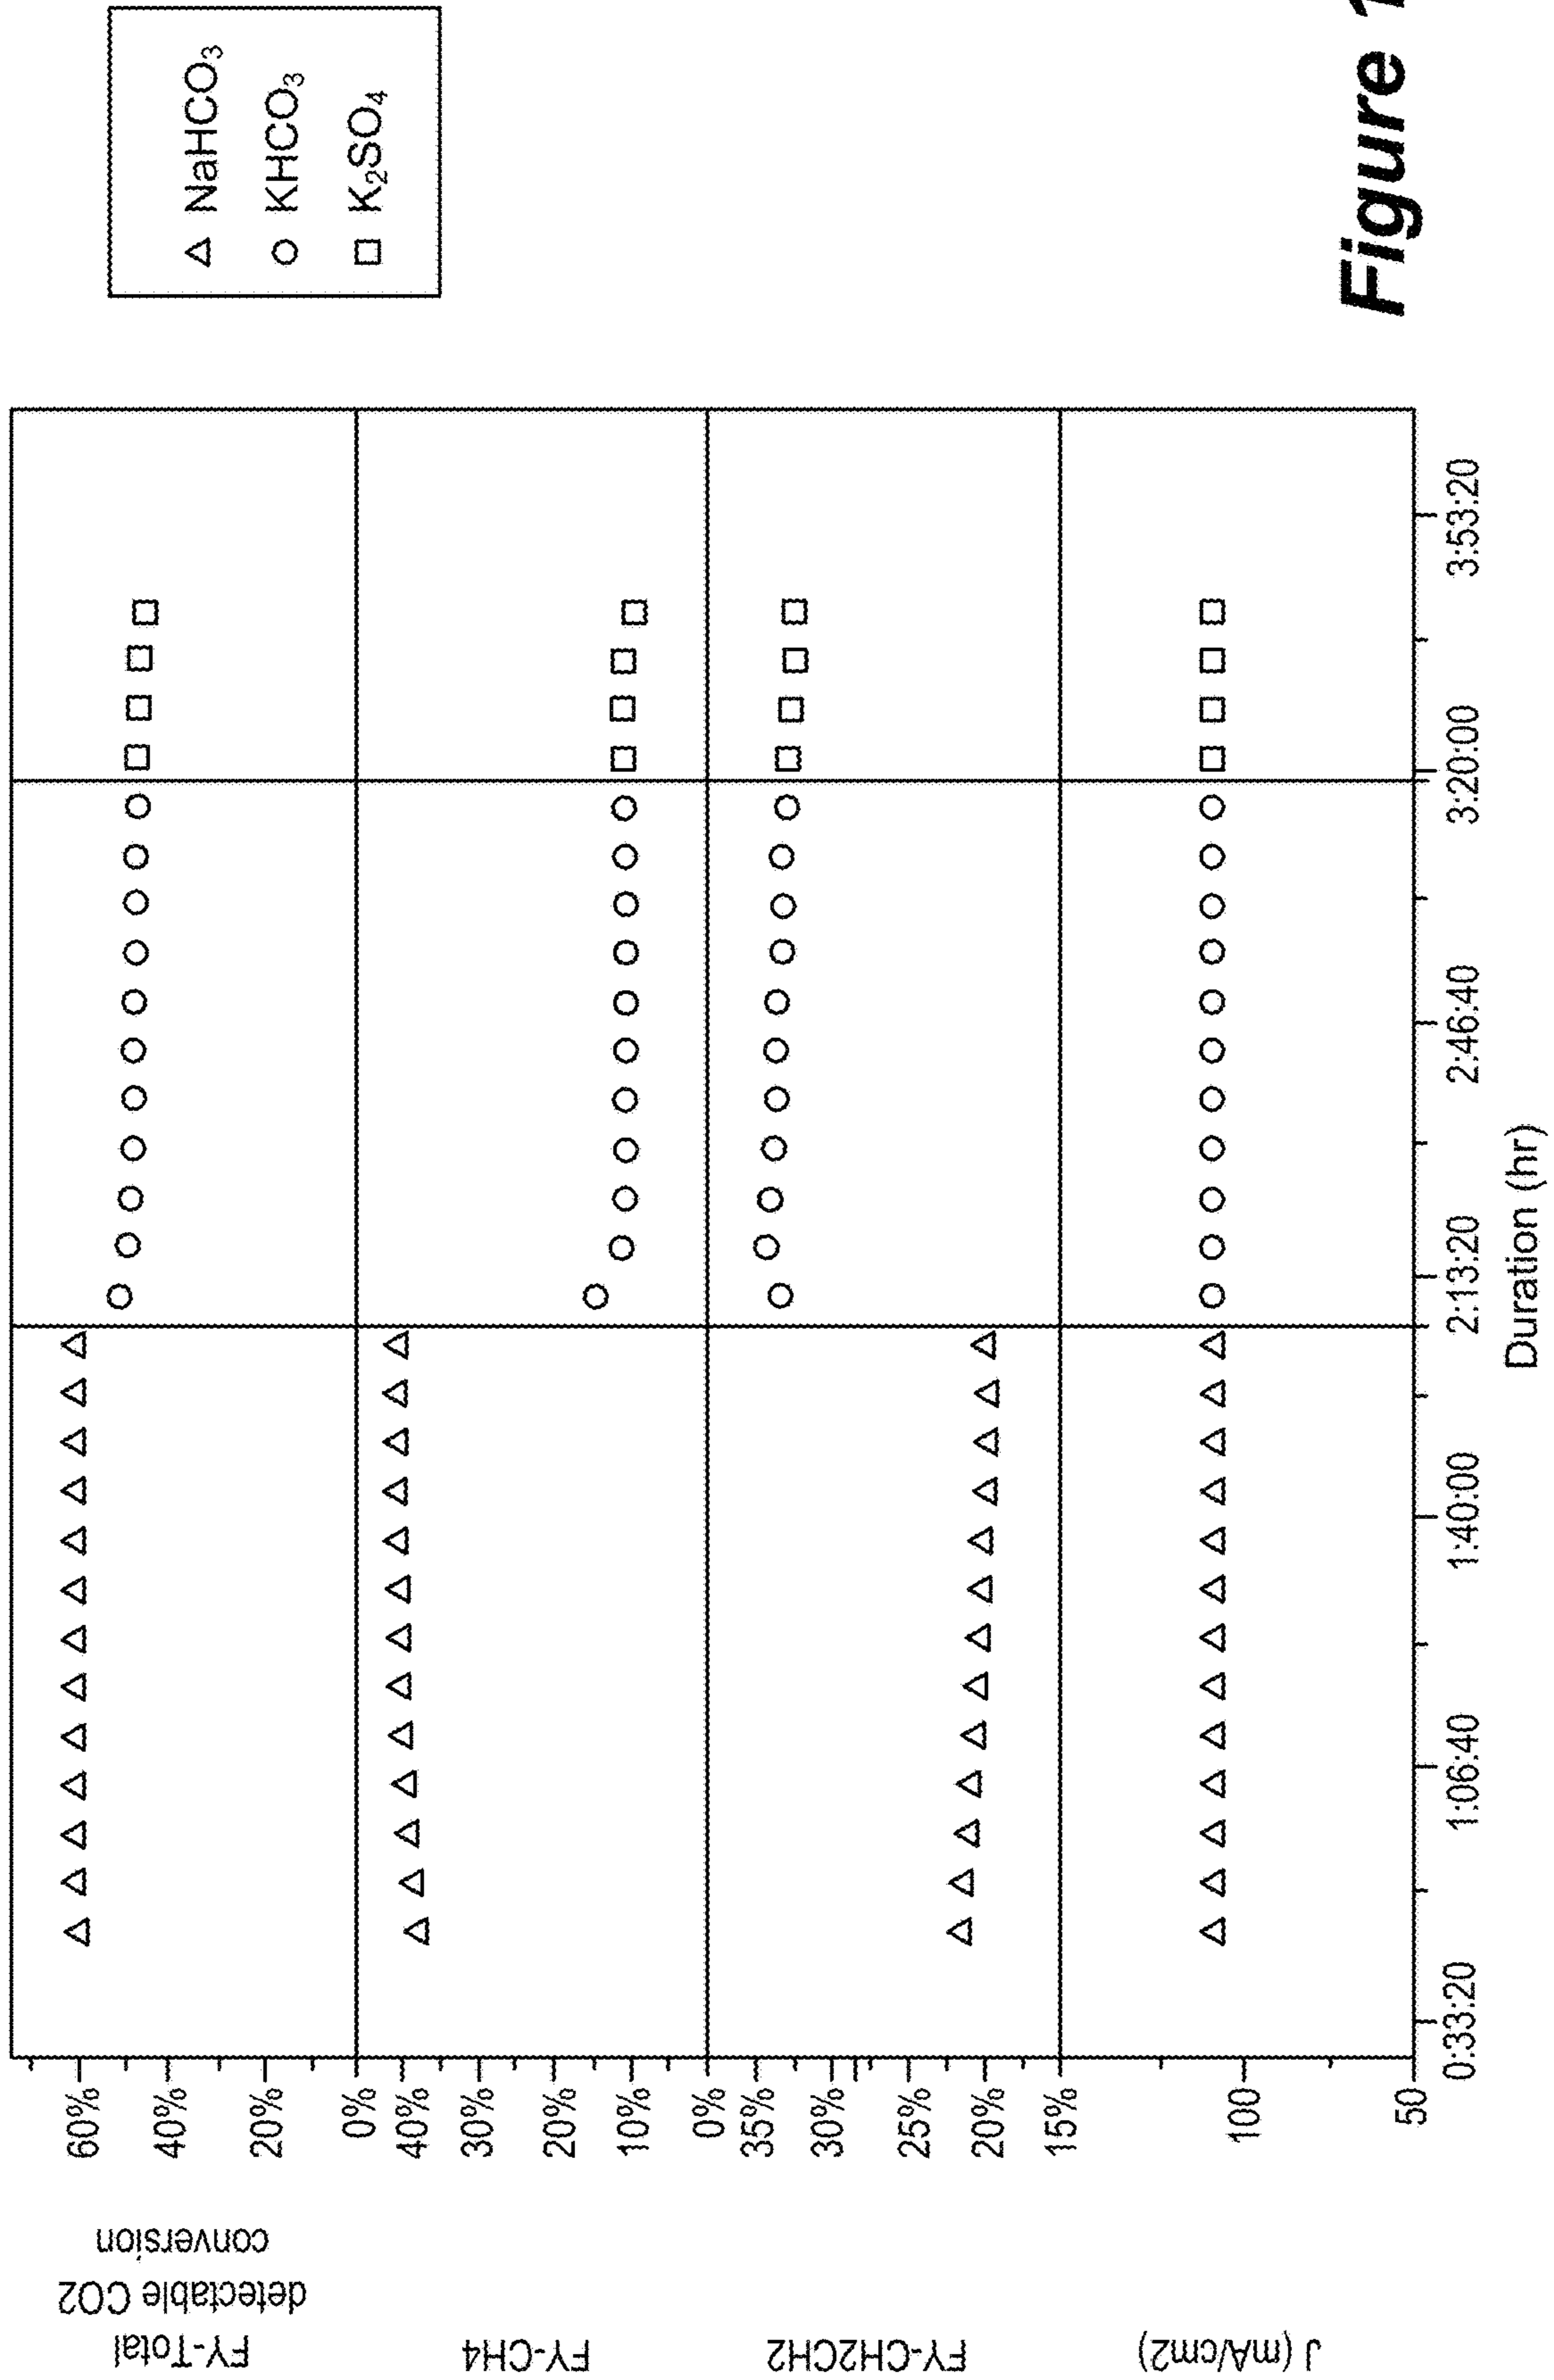 FY-Total
detectable CO2
conversion
60%
40%
20%
0%
FY-CH4
40%
30%
20%
10%
0%
FY-CH2CH2
35%
30%
25%
20%
15%
J (mA/cm2)
100
50
0:33:20
1:06:40
1:40:00
2:13:20
2:46:40
3:20:00
3:53:20
Duration (hr)
NaHCO₃
KHCO₃
K₂SO₄
Figure